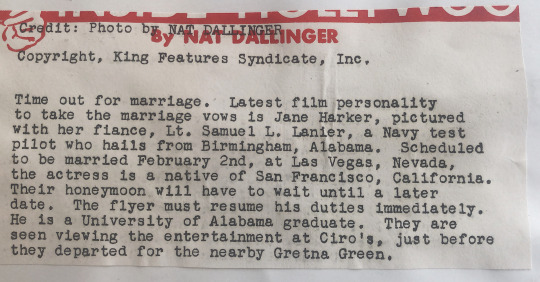 INSIDE HOLLYWOOD
Credit: Photo by NAT DALLINGER
By NAT DALLINGER
Copyright, King Features Syndicate, Inc.
Time out for marriage. Latest film personality
to take the marriage vows is Jane Harker, pictured
with her fiance, Lt. Samuel L. Lanier, a Navy test
pilot who hails from Birmingham, Alabama. Scheduled
to be married February 2nd, at Las Vegas, Nevada,
the actress is a native of San Francisco, California.
Their honeymoon will have to wait until a later
date. The flyer must resume his duties immediately.
He is a University of Alabama graduate. They are
seen viewing the entertainment at Ciro's, just before
they departed for the nearby Gretna Green.